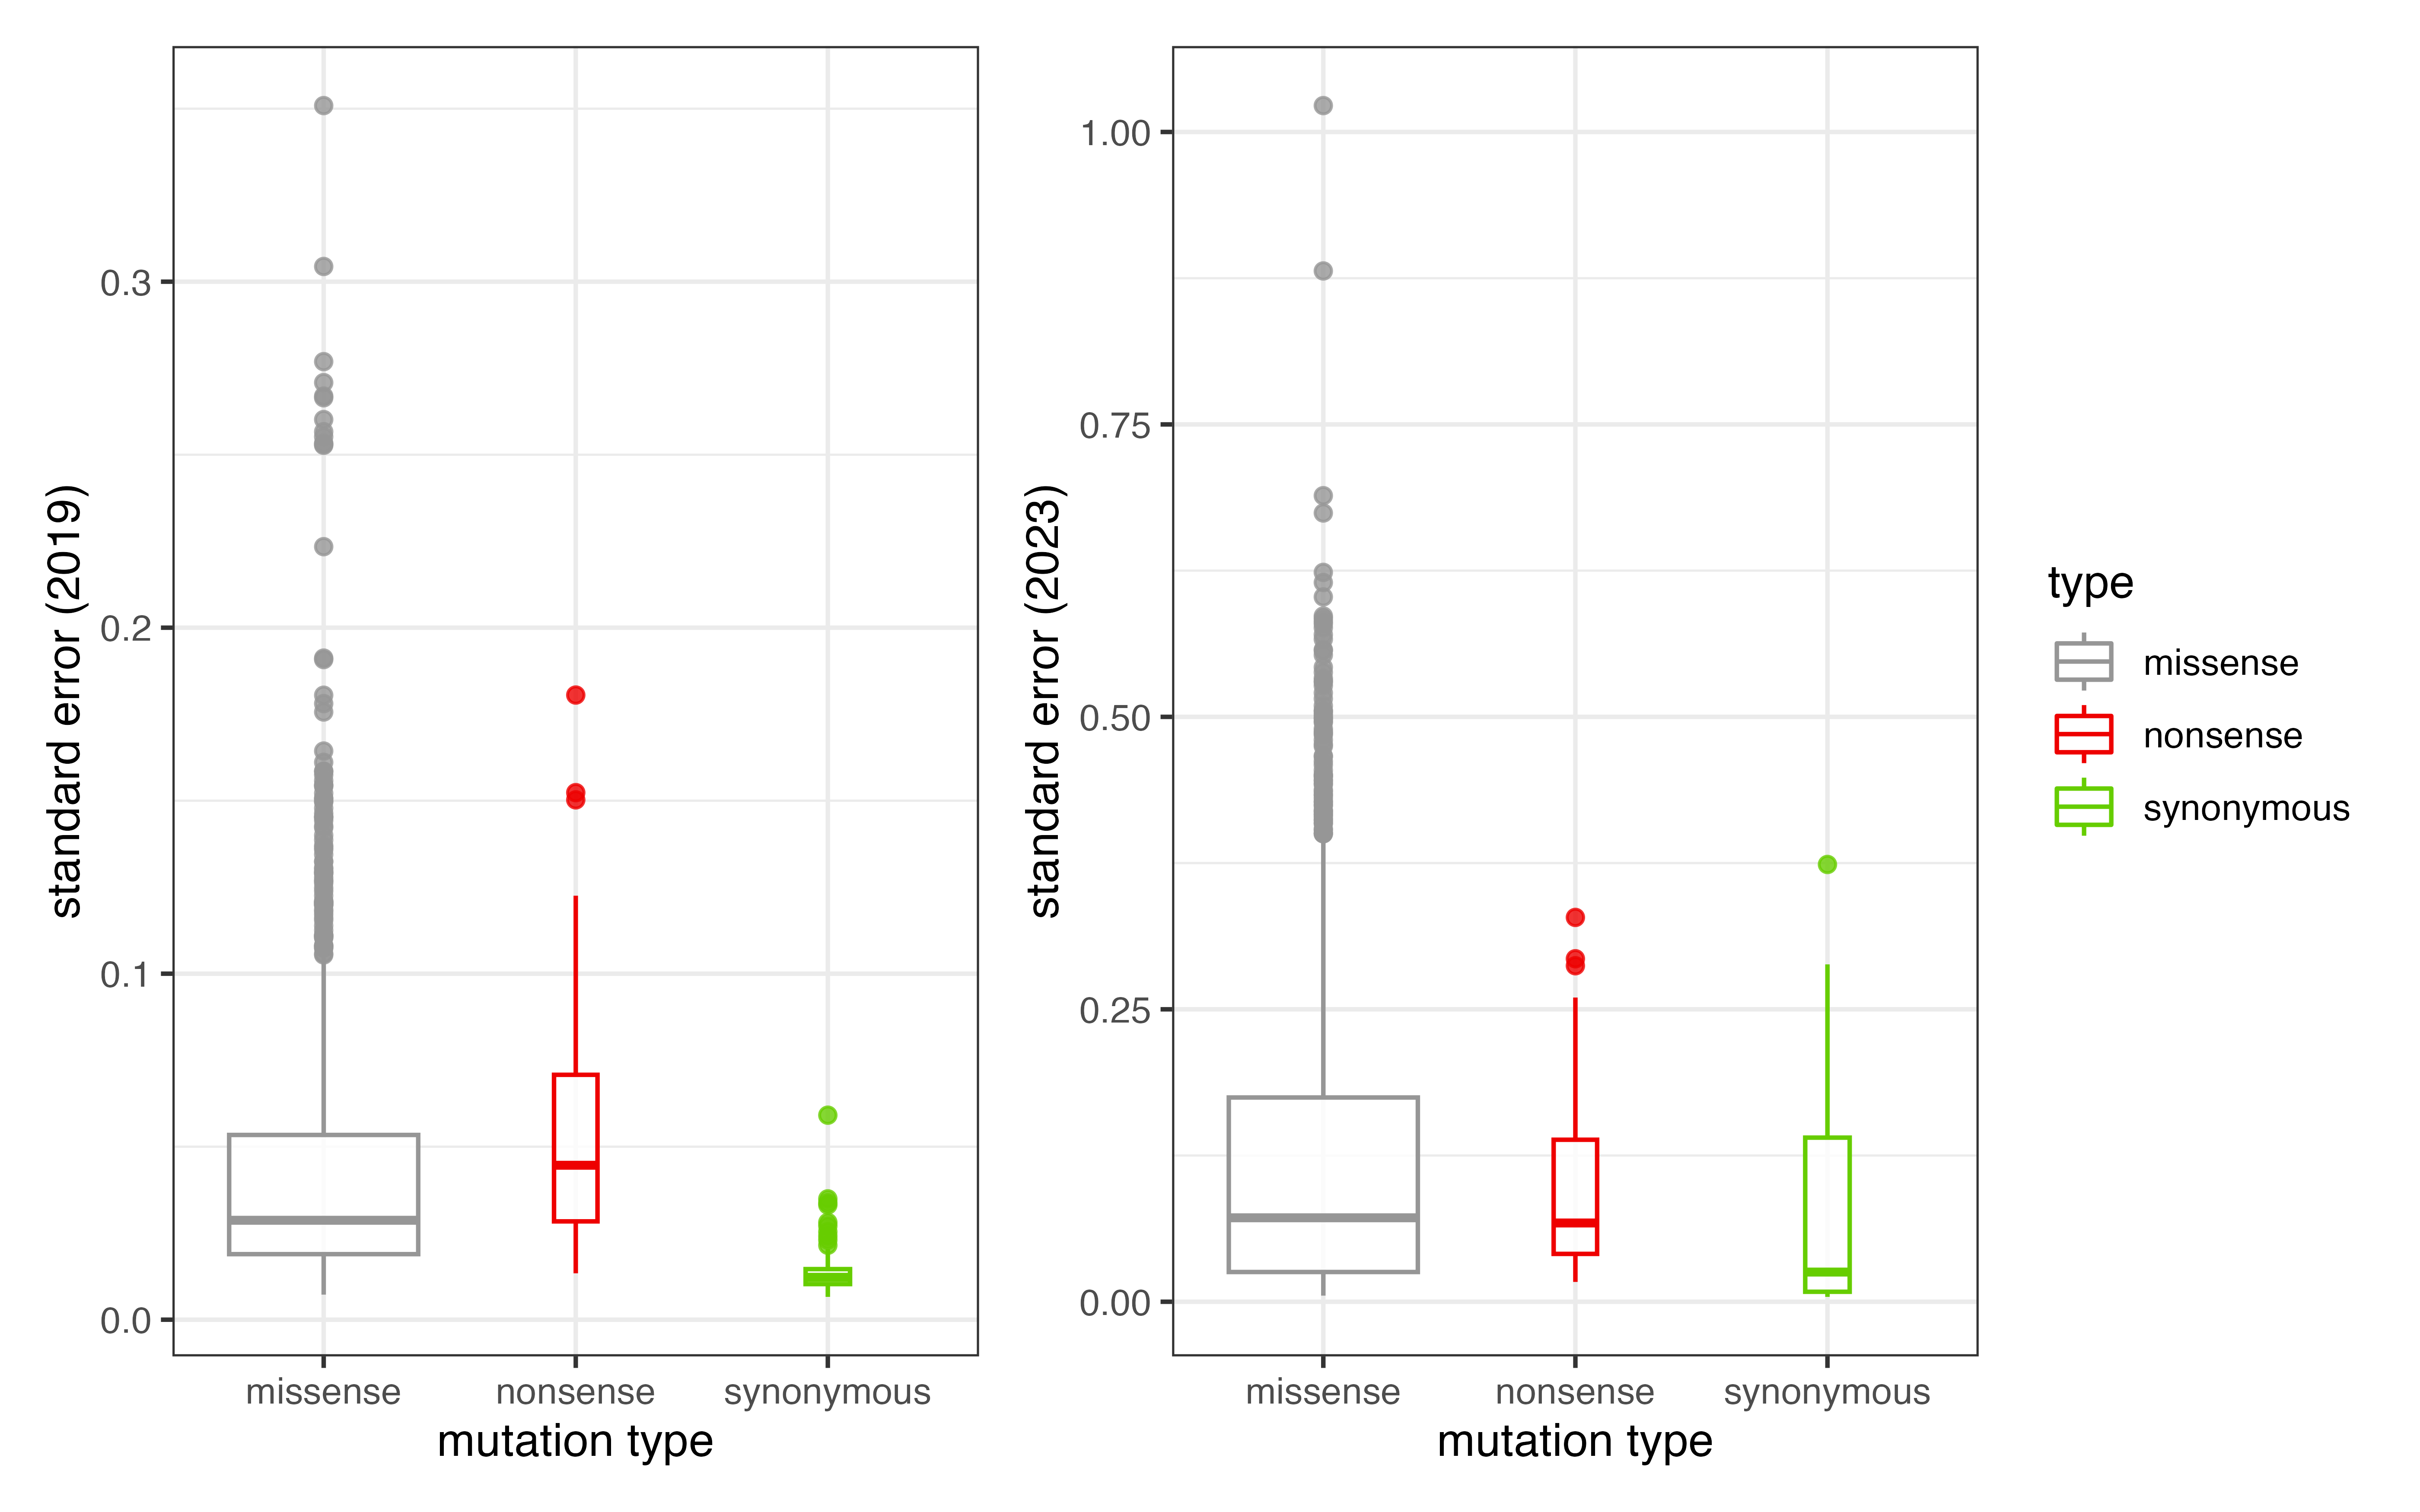 standard error (2019)
0.3
0.2
0.1
0.0
missense nonsense synonymous
mutation type
standard error (2023)
1.00
0.75
0.50
0.25
0.00
missense nonsense synonymous
mutation type
type
missense
nonsense
synonymous